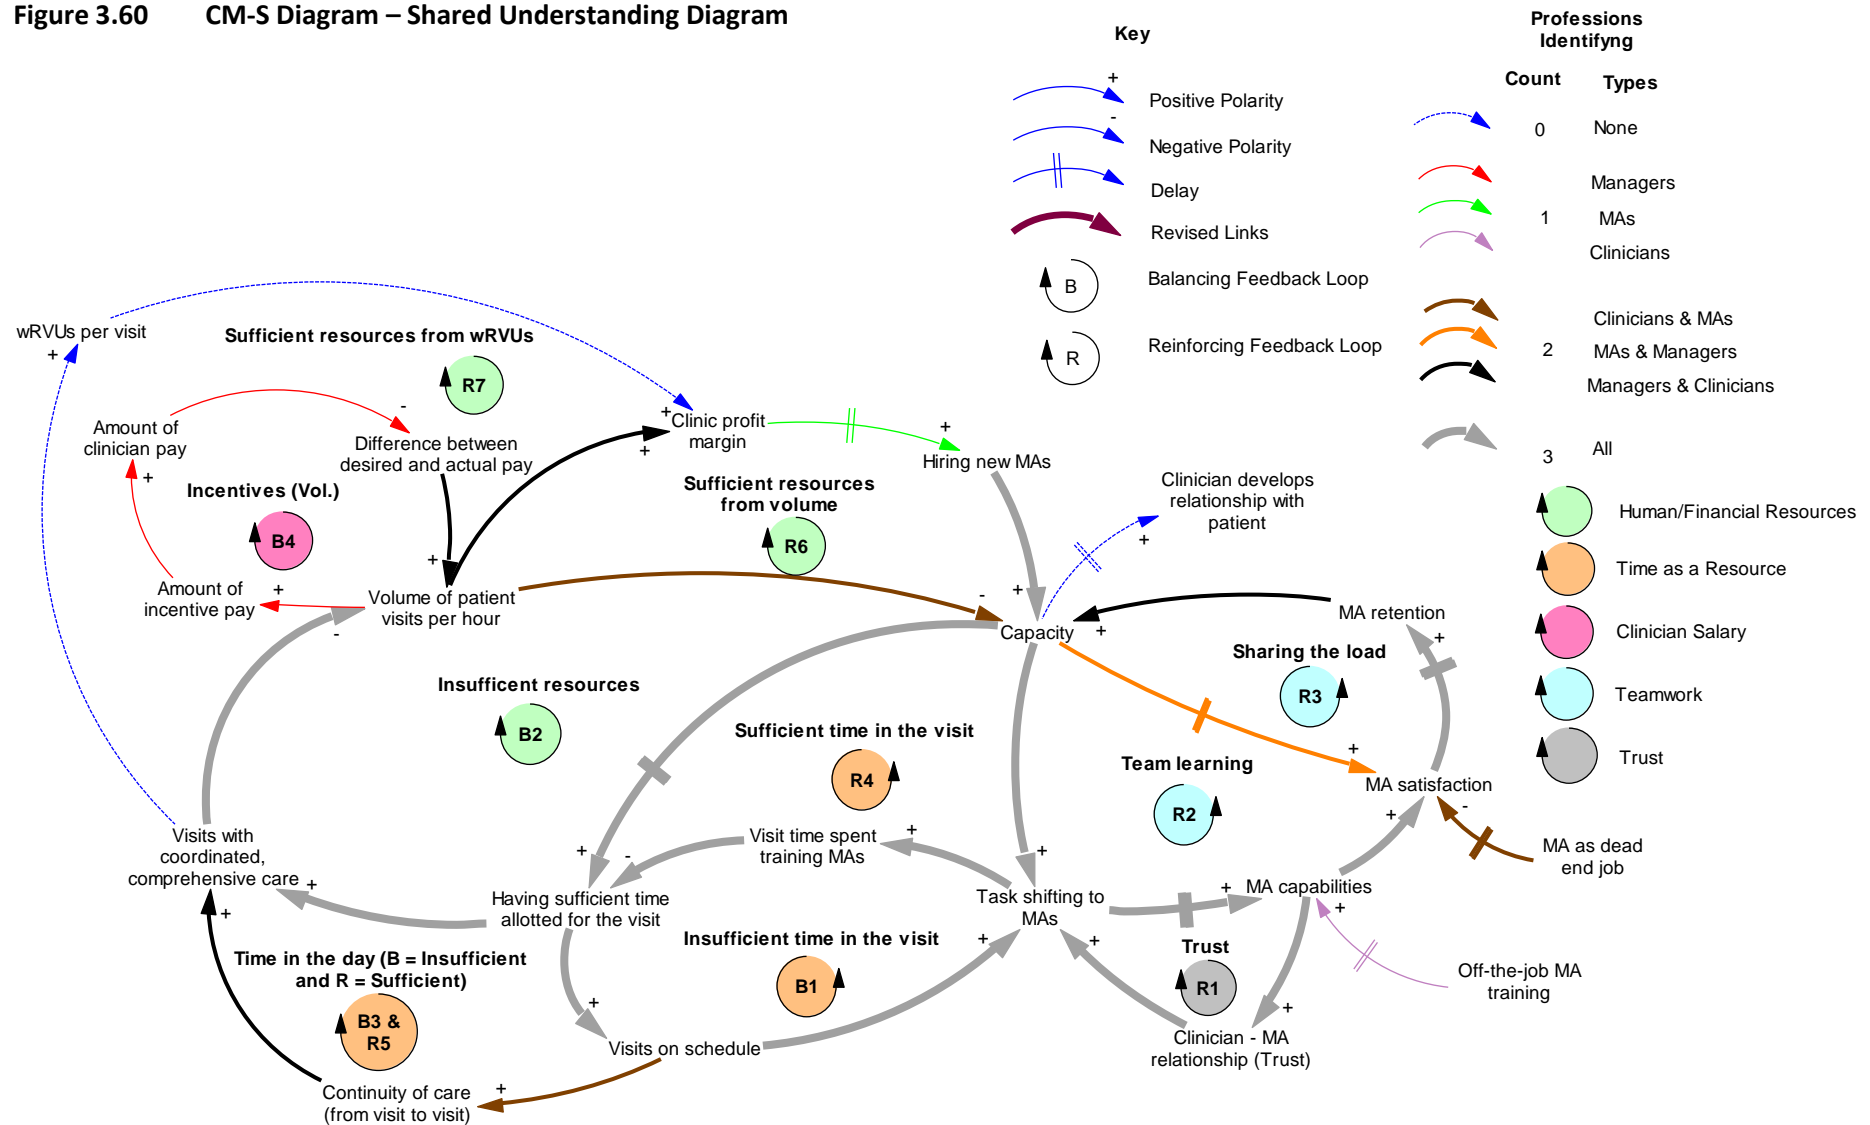 Figure 3.60 CM-S Diagram – Shared Understanding Diagram
Key
+
Positive Polarity
-
Negative Polarity
Delay
Revised Links
B
Balancing Feedback Loop
R
Reinforcing Feedback Loop
Professions
Identifyng
Count
Types
0
None
Managers
1
MAs
Clinicians
Clinicians & MAs
2
MAs & Managers
Managers & Clinicians
3
All
Human/Financial Resources
Time as a Resource
Clinician Salary
Teamwork
Trust
wRVUs per visit
+
Sufficient resources from wRVUs
R7
Amount of
clinician pay
+
-
Difference between
desired and actual pay
+
Clinic profit
margin
+
+
Hiring new MAs
Incentives (Vol.)
B4
Sufficient resources
from volume
R6
Clinician develops
relationship with
patient
+
Amount of
incentive pay
+
+
Volume of patient
visits per hour
-
-
+
Capacity
+
MA retention
+
Sharing the load
R3
Insufficent resources
B2
Sufficient time in the visit
R4
Team learning
R2
+
MA satisfaction
-
+
MA as dead
end job
Visits with
coordinated,
comprehensive care
+
+
-
Visit time spent
training MAs
+
+
Having sufficient time
allotted for the visit
Task shifting to
MAs
+
MA capabilities
+
Insufficient time in the visit
B1
+
+
Trust
R1
Off-the-job MA
training
+
Time in the day (B = Insufficient
and R = Sufficient)
B3 &
R5
+
+
Visits on schedule
Clinician - MA
relationship (Trust)
Continuity of care
(from visit to visit)
+